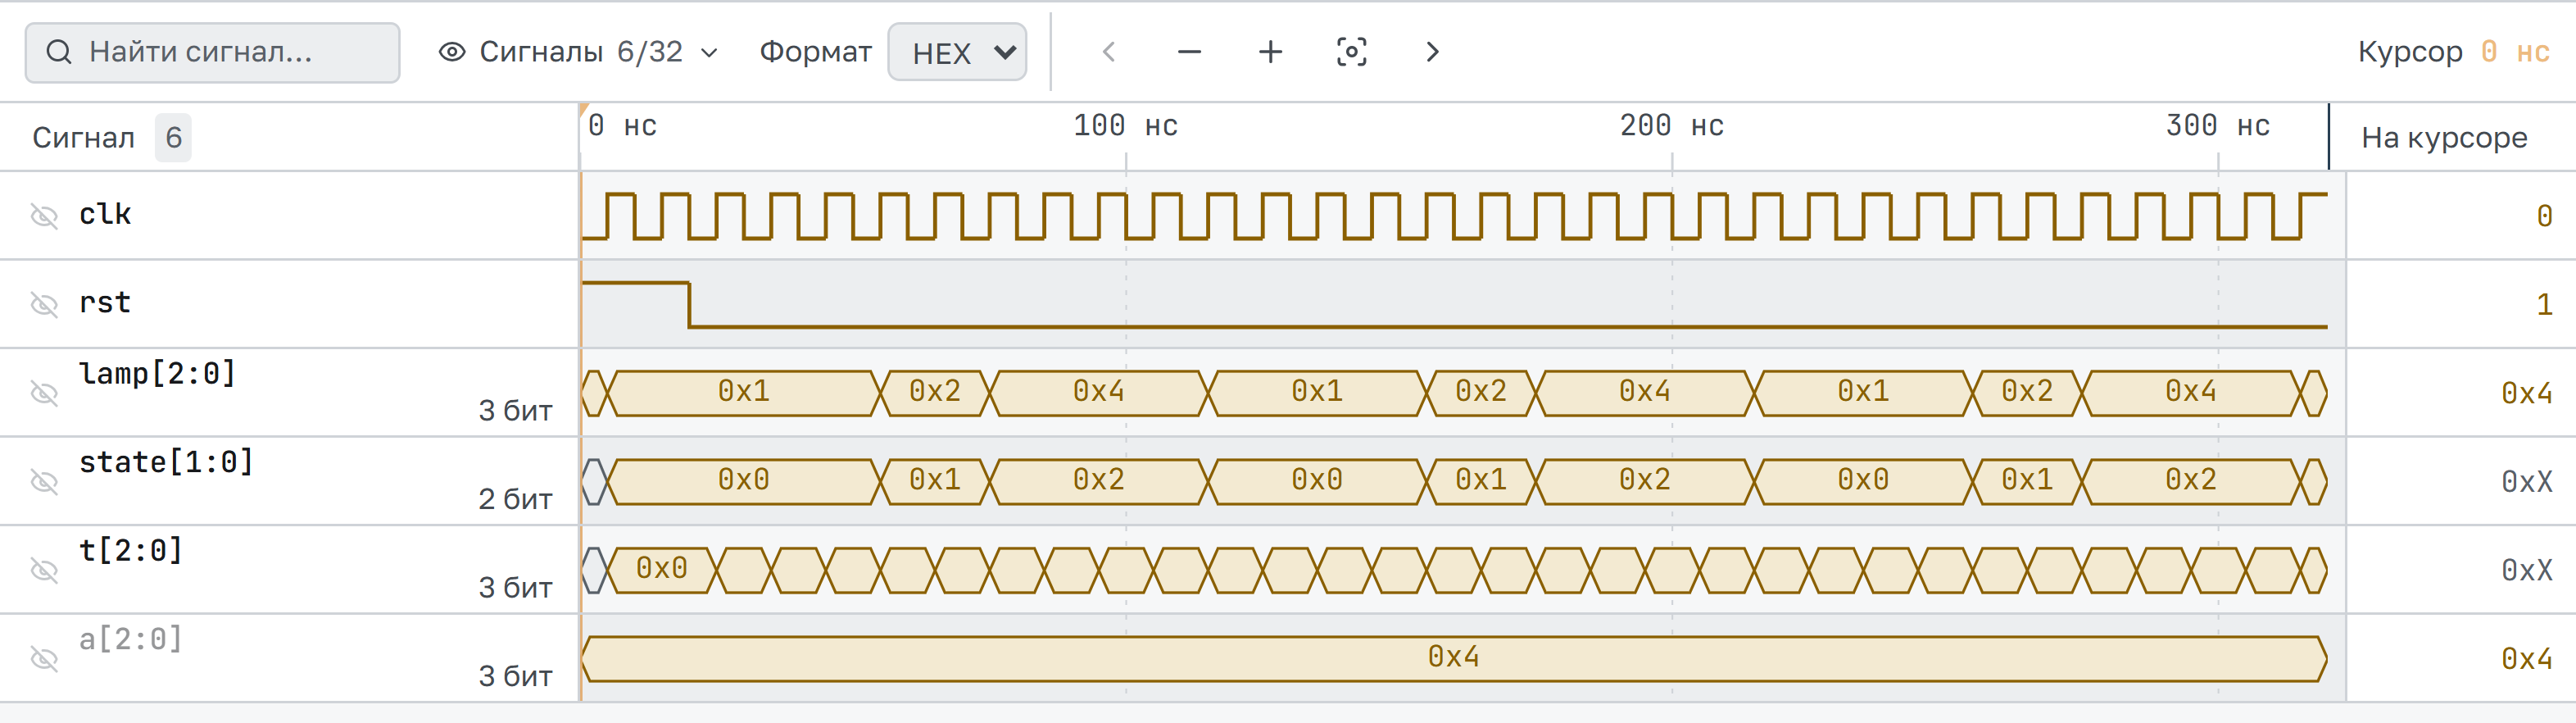 Найти сигнал... Сигналы 6/32 Формат HEX Курсор 0 нс
Сигнал 6 0 нс 100 нс 200 нс 300 нс На курсоре
clk 0
rst 1
lamp[2:0] 3 бит 0x1 0x2 0x4 0x1 0x2 0x4 0x1 0x2 0x4 0x4
state[1:0] 2 бит 0x0 0x1 0x2 0x0 0x1 0x2 0x0 0x1 0x2 0xX
t[2:0] 3 бит 0x0 0xX
a[2:0] 3 бит 0x4 0x4